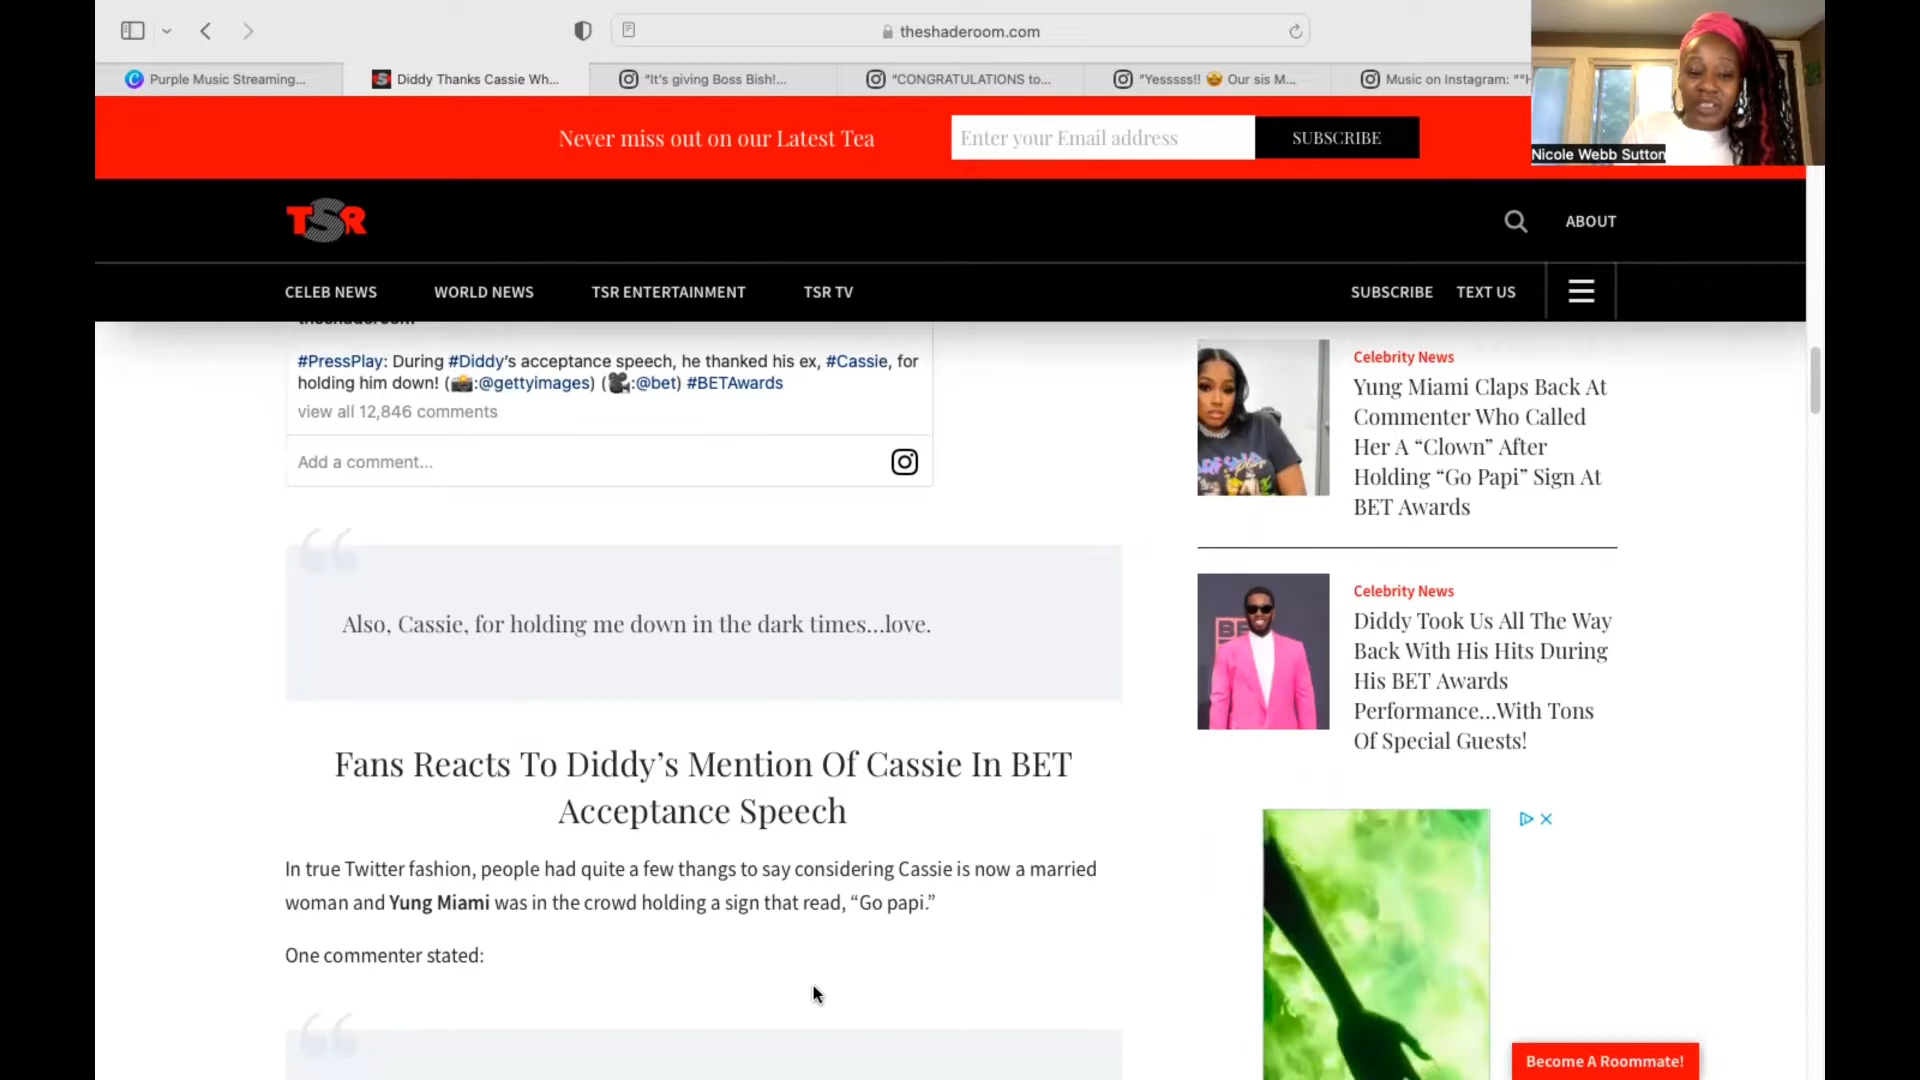 theshaderoom.com
Purple Music Streaming...
Diddy Thanks Cassie Wh...
"It's giving Boss Bish!...
"CONGRATULATIONS to...
"Yesssss!! 🤩 Our sis M...
Music on Instagram: "“H
Nicole Webb Sutton
Never miss out on our Latest Tea
Enter your Email address
SUBSCRIBE
TSR
ABOUT
CELEB NEWS
WORLD NEWS
TSR ENTERTAINMENT
TSR TV
SUBSCRIBE
TEXT US
#PressPlay: During #Diddy's acceptance speech, he thanked his ex, #Cassie, for
holding him down! (📸:@gettyimages) (🎥:@bet) #BETAwards
view all 12,846 comments
Add a comment...
“
Also, Cassie, for holding me down in the dark times…love.
Fans Reacts To Diddy’s Mention Of Cassie In BET
Acceptance Speech
In true Twitter fashion, people had quite a few thangs to say considering Cassie is now a married
woman and Yung Miami was in the crowd holding a sign that read, “Go papi.”
One commenter stated:
“
Celebrity News
Yung Miami Claps Back At
Commenter Who Called
Her A “Clown” After
Holding “Go Papi” Sign At
BET Awards
Celebrity News
Diddy Took Us All The Way
Back With His Hits During
His BET Awards
Performance…With Tons
Of Special Guests!
Become A Roommate!